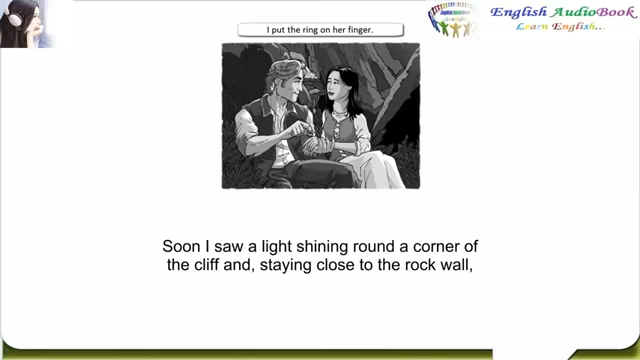 I put the ring on her finger.
English AudioBook
Learn English...
Soon I saw a light shining round a corner of
the cliff and, staying close to the rock wall,